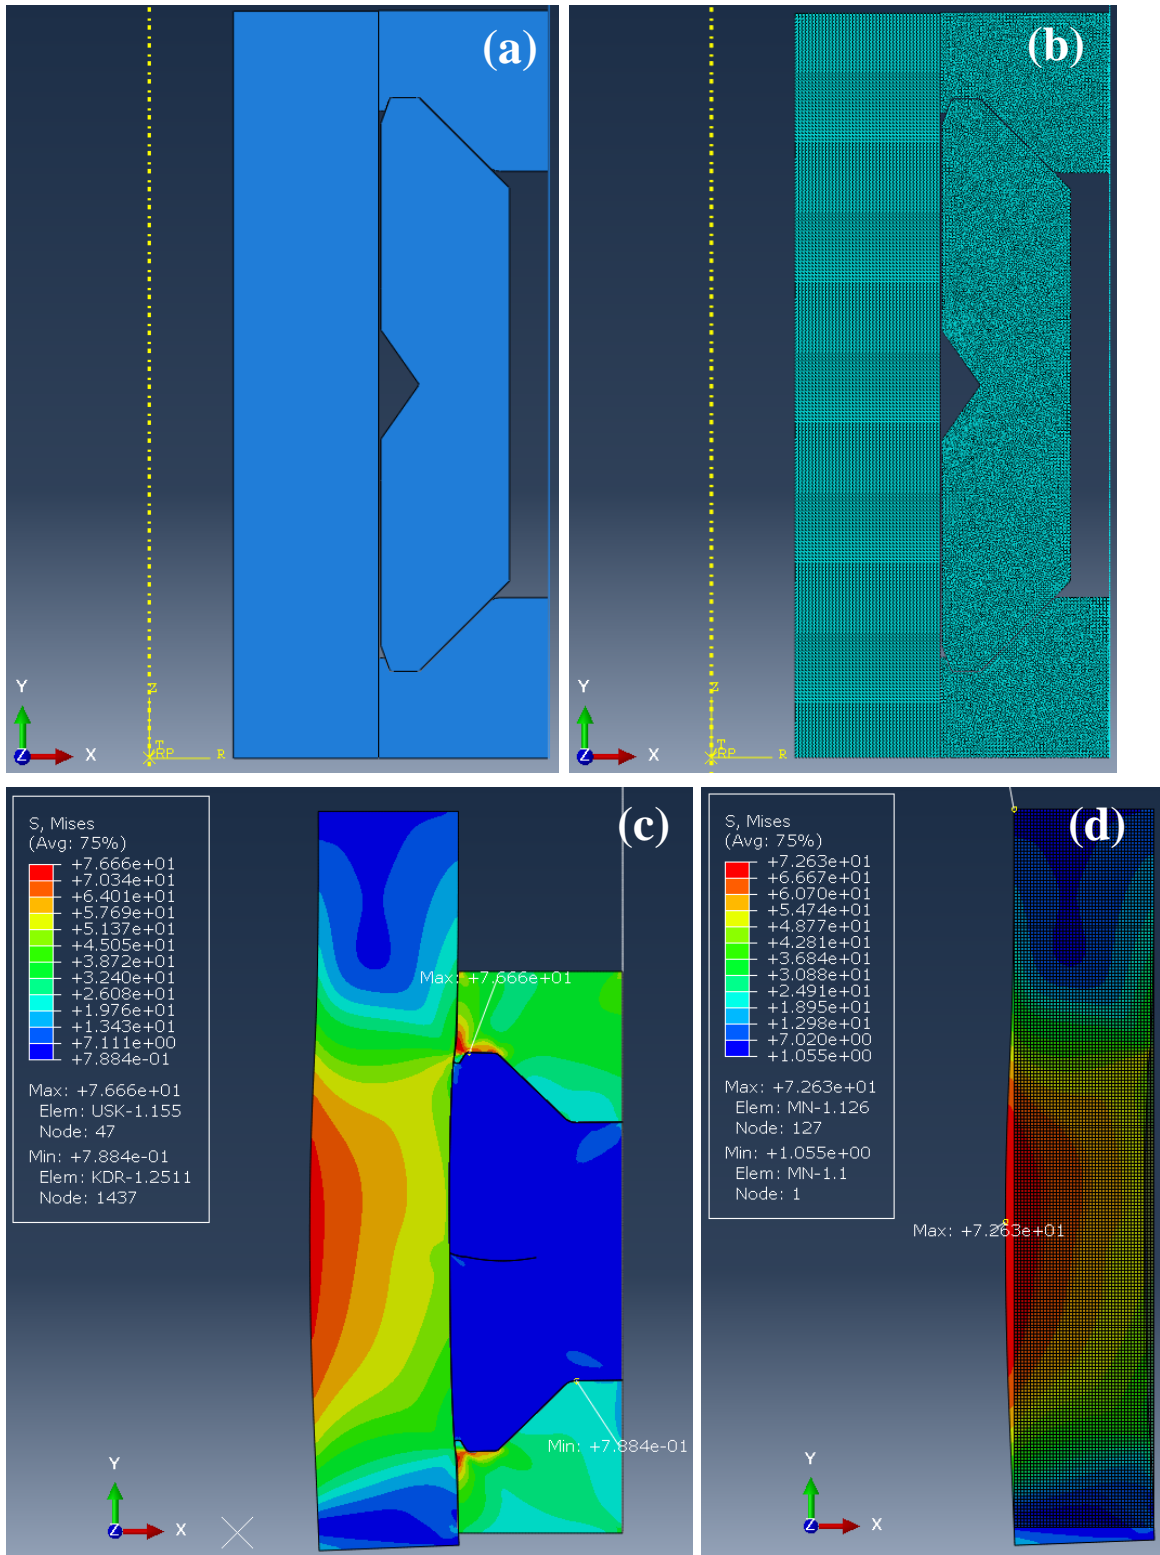 (a)
Y
Z
X
Z
T
RP
R
(b)
Y
Z
X
Z
T
RP
R
(c)
S, Mises
(Avg: 75%)
+7.666e+01
+7.034e+01
+6.401e+01
+5.769e+01
+5.137e+01
+4.505e+01
+3.872e+01
+3.240e+01
+2.608e+01
+1.976e+01
+1.343e+01
+7.111e+00
+7.884e-01
Max: +7.666e+01
Elem: USK-1.155
Node: 47
Min: +7.884e-01
Elem: KDR-1.2511
Node: 1437
Max: +7.666e+01
Min: +7.884e-01
Y
Z
X
(d)
S, Mises
(Avg: 75%)
+7.263e+01
+6.667e+01
+6.070e+01
+5.474e+01
+4.877e+01
+4.281e+01
+3.684e+01
+3.088e+01
+2.491e+01
+1.895e+01
+1.298e+01
+7.020e+00
+1.055e+00
Max: +7.263e+01
Elem: MN-1.126
Node: 127
Min: +1.055e+00
Elem: MN-1.1
Node: 1
Max: +7.263e+01
Y
Z
X